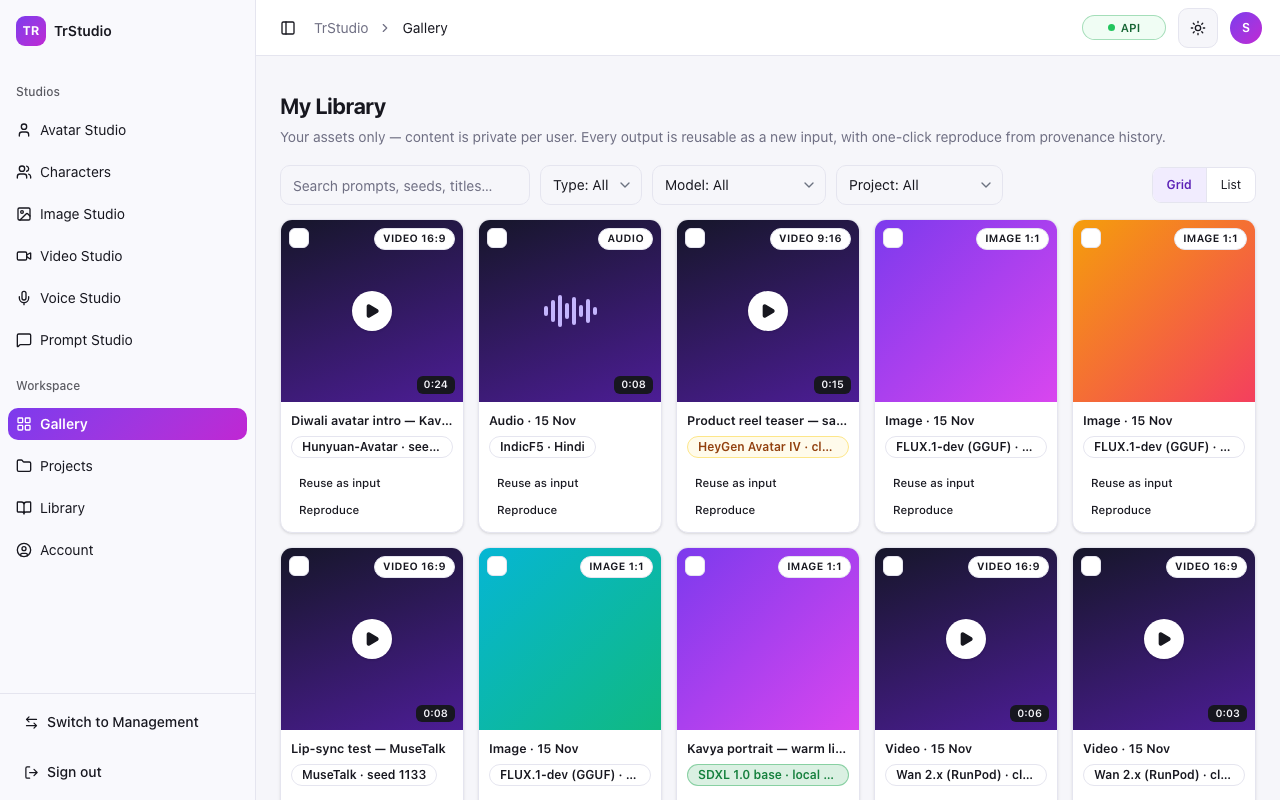 TR TrStudio
Studios
Avatar Studio
Characters
Image Studio
Video Studio
Voice Studio
Prompt Studio
Workspace
Gallery
Projects
Library
Account
Switch to Management
Sign out
TrStudio > Gallery
API
S
My Library
Your assets only — content is private per user. Every output is reusable as a new input, with one-click reproduce from provenance history.
Search prompts, seeds, titles...
Type: All
Model: All
Project: All
Grid
List
VIDEO 16:9
0:24
Diwali avatar intro — Kav...
Hunyuan-Avatar · see...
Reuse as input
Reproduce
AUDIO
0:08
Audio · 15 Nov
IndicF5 · Hindi
Reuse as input
Reproduce
VIDEO 9:16
0:15
Product reel teaser — sa...
HeyGen Avatar IV · cl...
Reuse as input
Reproduce
IMAGE 1:1
Image · 15 Nov
FLUX.1-dev (GGUF) · ...
Reuse as input
Reproduce
IMAGE 1:1
Image · 15 Nov
FLUX.1-dev (GGUF) · ...
Reuse as input
Reproduce
VIDEO 16:9
0:08
Lip-sync test — MuseTalk
MuseTalk · seed 1133
IMAGE 1:1
Image · 15 Nov
FLUX.1-dev (GGUF) · ...
IMAGE 1:1
Kavya portrait — warm li...
SDXL 1.0 base · local ...
VIDEO 16:9
0:06
Video · 15 Nov
Wan 2.x (RunPod) · cl...
VIDEO 16:9
0:03
Video · 15 Nov
Wan 2.x (RunPod) · cl...